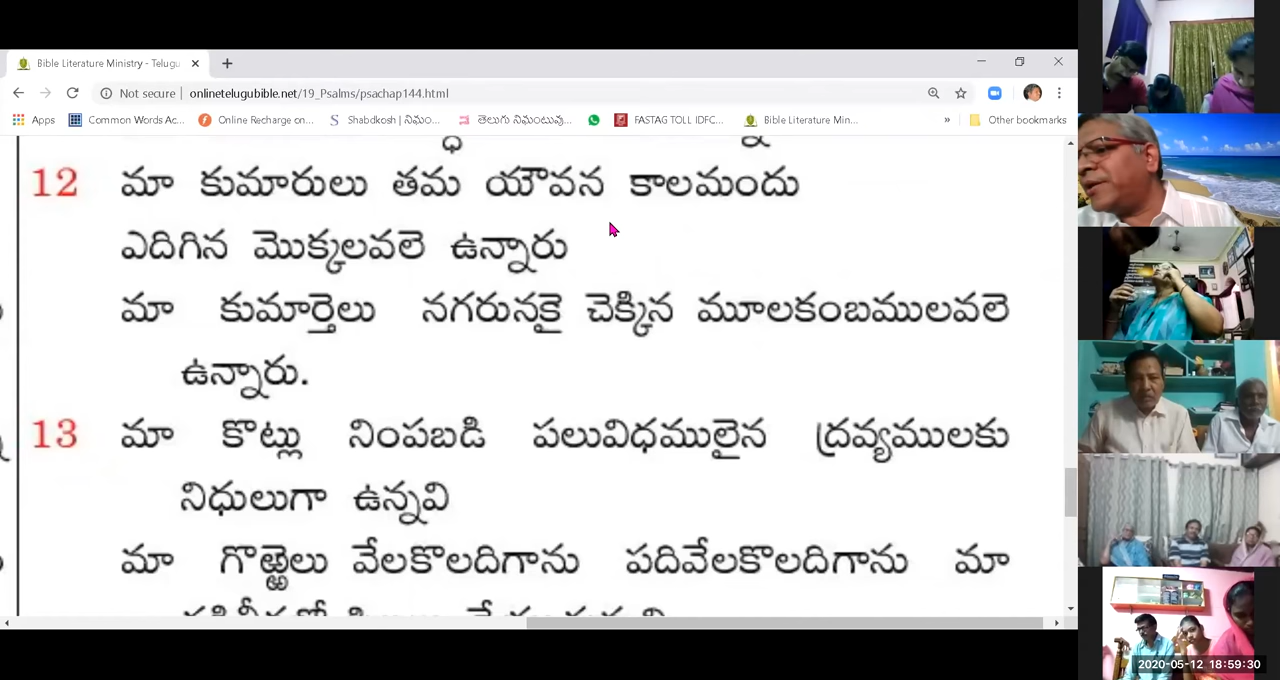 Bible Literature Ministry - Telugu
Not secure | onlinetelugubible.net/19_Psalms/psachap144.html
Apps Common Words Ac... Online Recharge on... Shabdkosh | నిఘం... తెలుగు నిఘంటువు... FASTAG TOLL IDFC... Bible Literature Min... » Other bookmarks
12 మా కుమారులు తమ యౌవన కాలమందు
ఎదిగిన మొక్కలవలె ఉన్నారు
మా కుమార్తెలు నగరునకై చెక్కిన మూలకంబములవలె
ఉన్నారు.
13 మా కొట్లు నింపబడి పలువిధములైన ద్రవ్యములకు
నిధులుగా ఉన్నవి
మా గొఱ్ఱెలు వేలకొలదిగాను పదివేలకొలదిగాను మా
2020-05-12 18:59:30